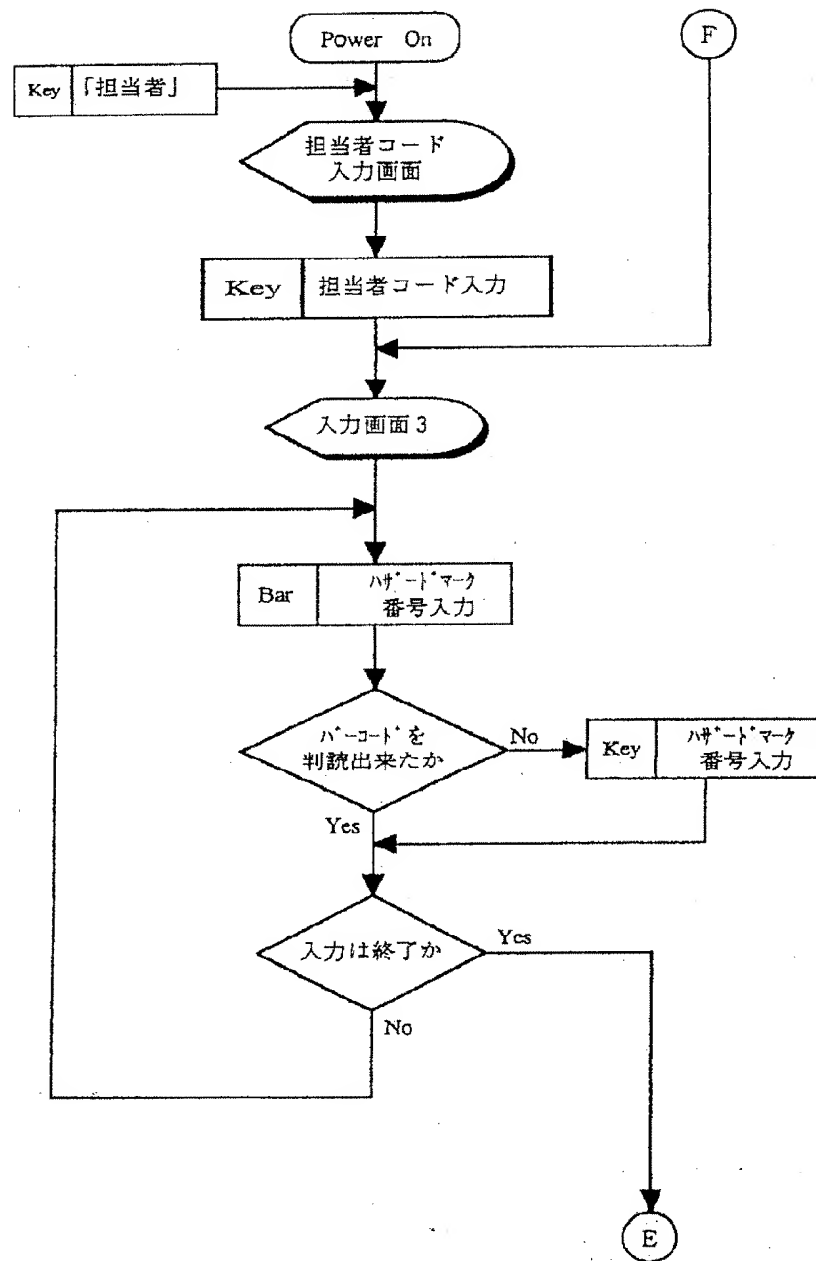 Power On
F
Key 「担当者」
担当者コード
入力画面
Key 担当者コード入力
入力画面3
Bar ﾊｻﾞｰﾄﾞﾏｰｸ
番号入力
ﾊﾞｰｺｰﾄﾞを
判読出来たか
No
Key ﾊｻﾞｰﾄﾞﾏｰｸ
番号入力
Yes
入力は終了か
Yes
No
E